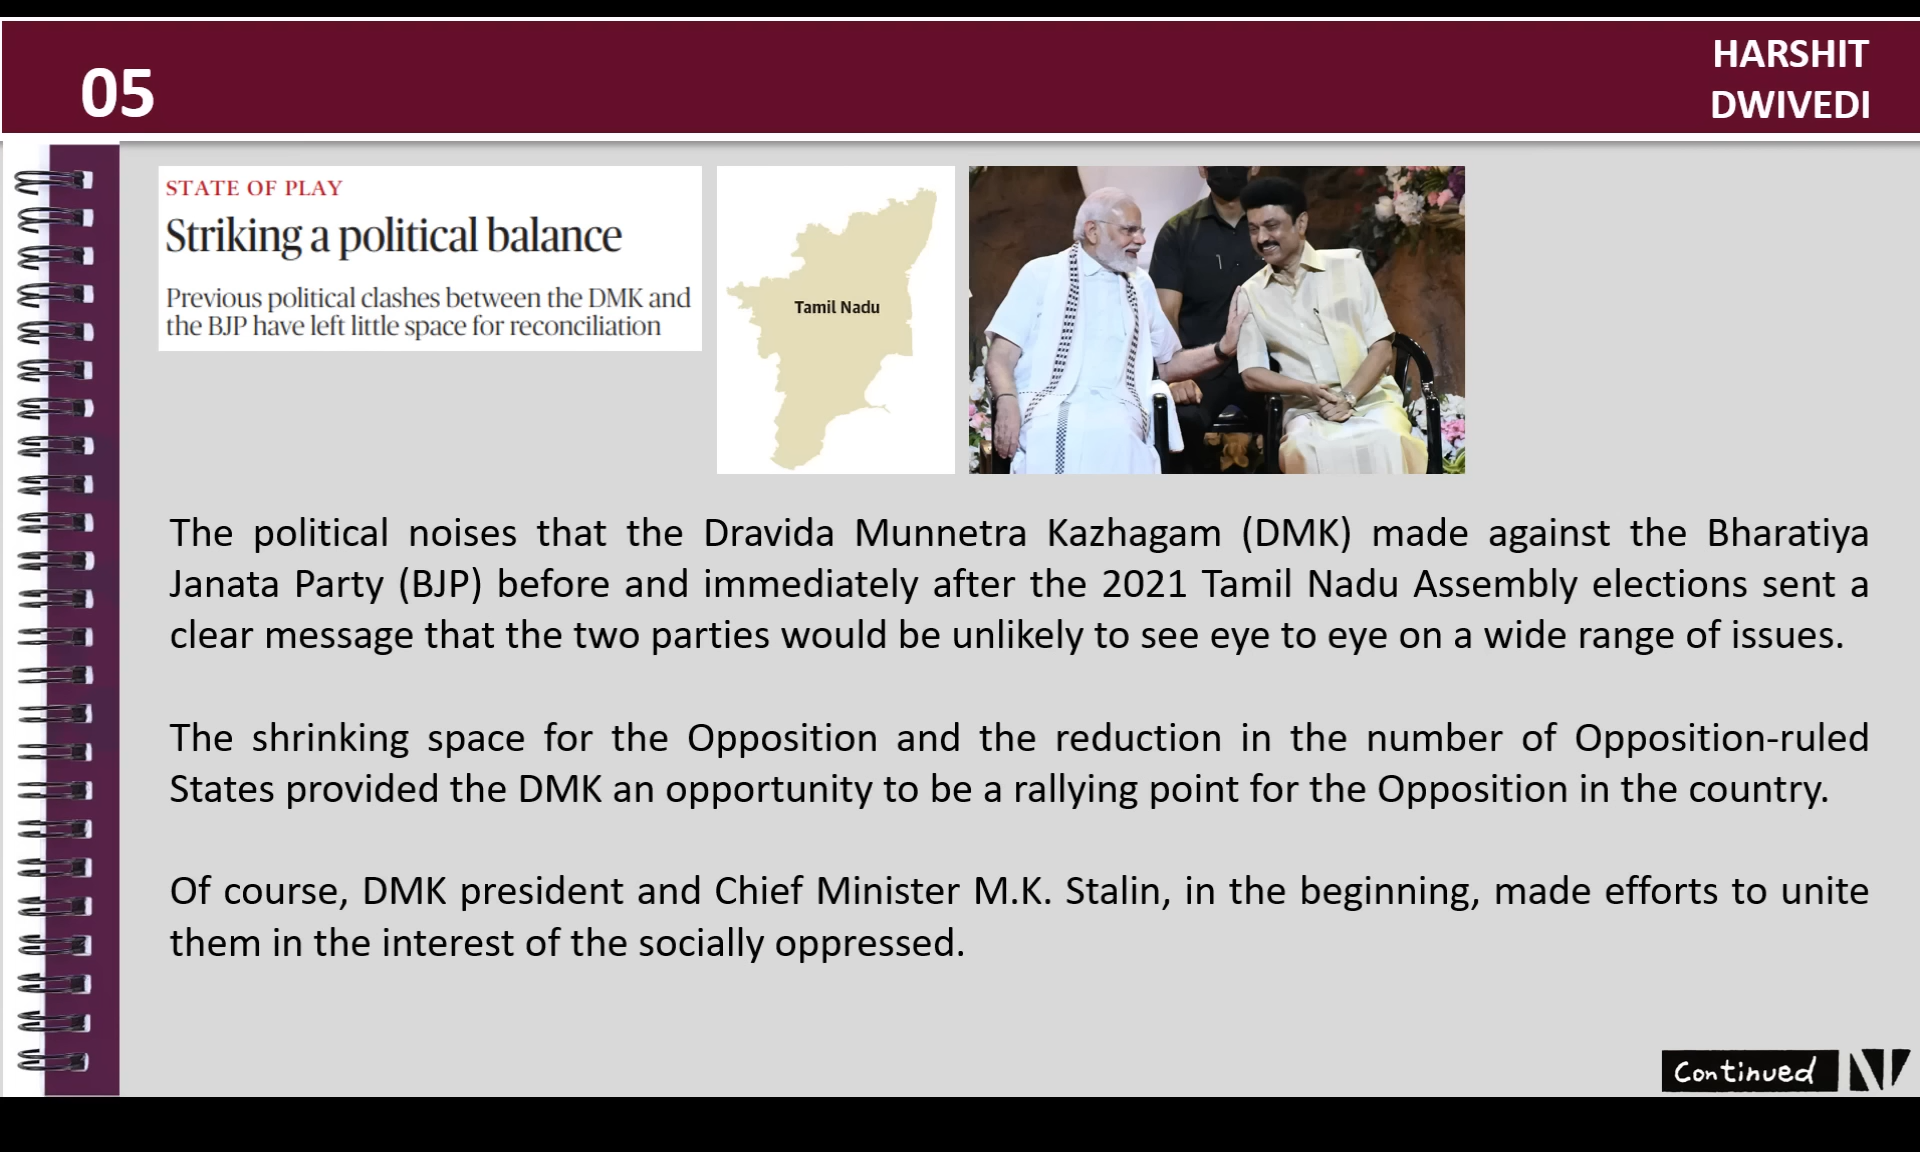 05
HARSHIT
DWIVEDI
STATE OF PLAY
Striking a political balance
Previous political clashes between the DMK and
the BJP have left little space for reconciliation
Tamil Nadu
The political noises that the Dravida Munnetra Kazhagam (DMK) made against the Bharatiya
Janata Party (BJP) before and immediately after the 2021 Tamil Nadu Assembly elections sent a
clear message that the two parties would be unlikely to see eye to eye on a wide range of issues.
The shrinking space for the Opposition and the reduction in the number of Opposition-ruled
States provided the DMK an opportunity to be a rallying point for the Opposition in the country.
Of course, DMK president and Chief Minister M.K. Stalin, in the beginning, made efforts to unite
them in the interest of the socially oppressed.
Continued